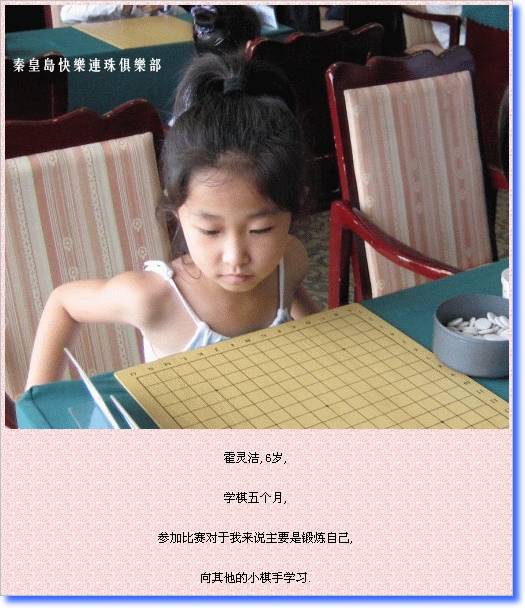 秦皇島快樂連珠俱樂部
霍灵洁,6岁,
学棋五个月,
参加比赛对于我来说主要是锻炼自己,
向其他的小棋手学习.